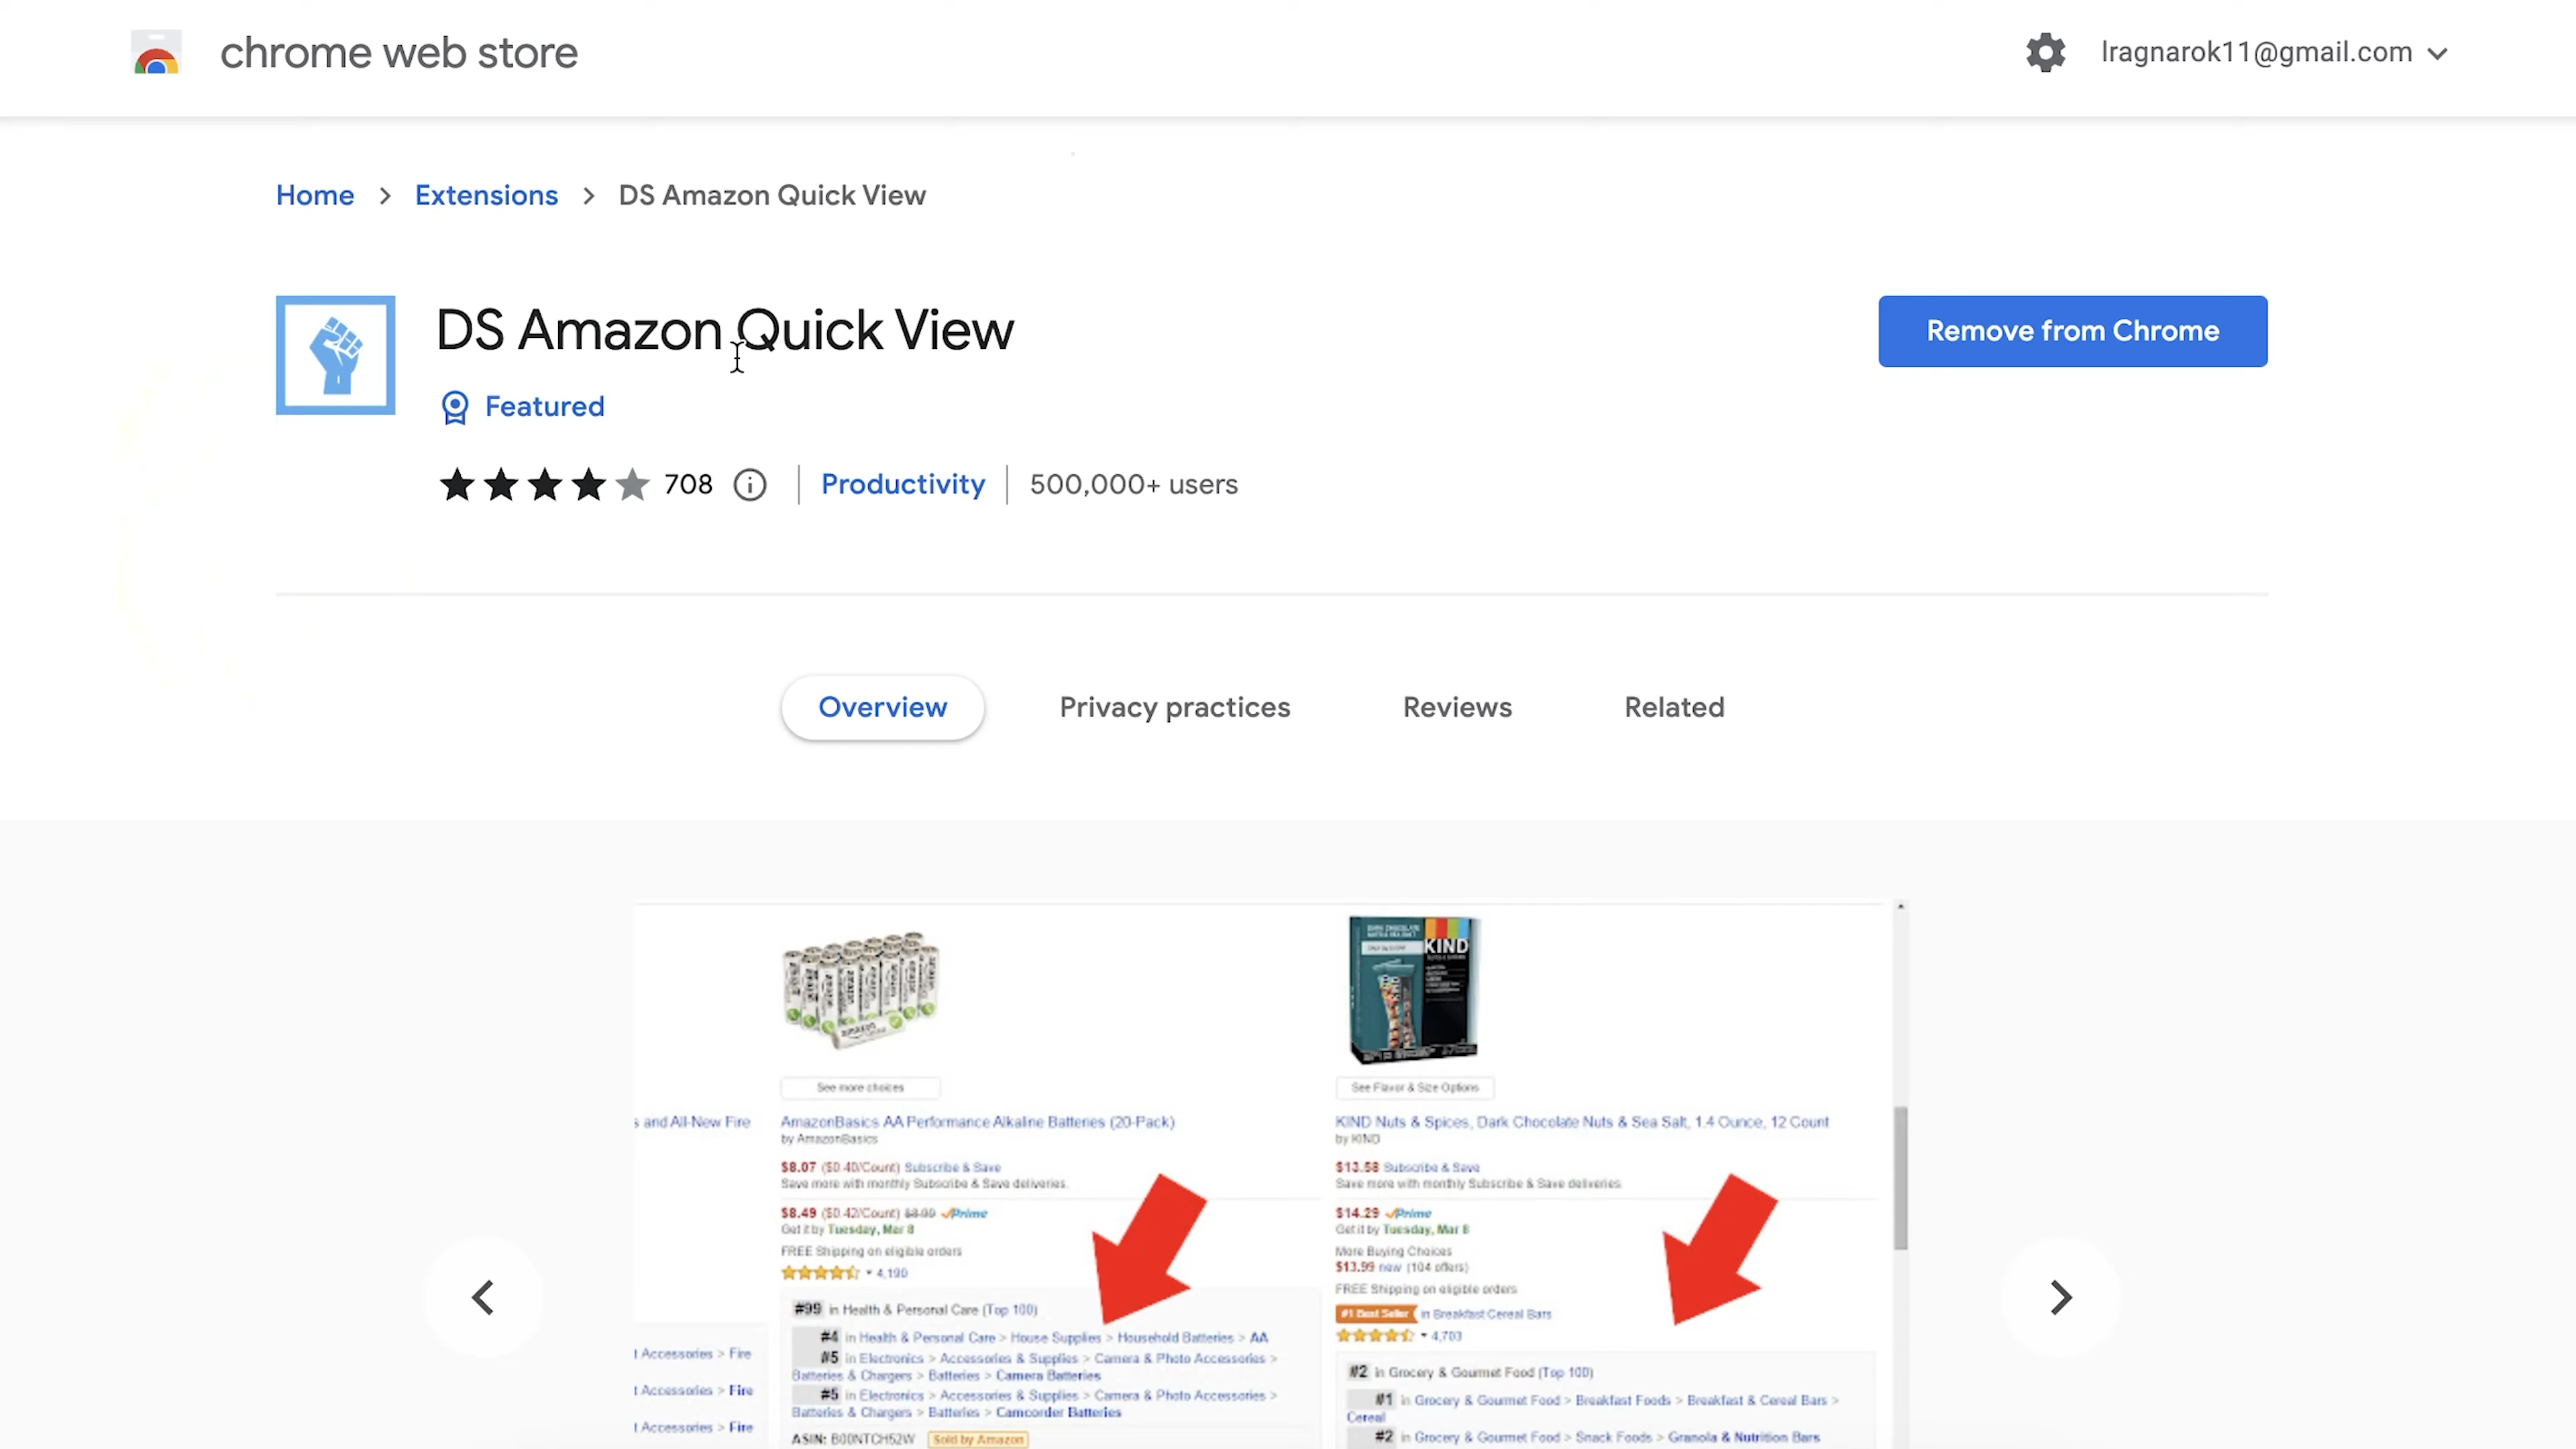 chrome web store
lragnarok11@gmail.com
Home > Extensions > DS Amazon Quick View
DS Amazon Quick View
Remove from Chrome
Featured
708
Productivity
500,000+ users
Overview
Privacy practices
Reviews
Related
KIND
See more choices
See Flavor & Size Options
s and All-New Fire
AmazonBasics AA Performance Alkaline Batteries (20-Pack)
by AmazonBasics
$8.07 ($0.40/Count) Subscribe & Save
Save more with monthly Subscribe & Save deliveries.
$8.49 ($0.42/Count) $8.99 Prime
Get it by Tuesday, Mar 8
FREE Shipping on eligible orders
4,190
#99 in Health & Personal Care (Top 100)
#4 in Health & Personal Care > House Supplies > Household Batteries > AA
#5 in Electronics > Accessories & Supplies > Camera & Photo Accessories >
Batteries & Chargers > Batteries > Camera Batteries
#5 in Electronics > Accessories & Supplies > Camera & Photo Accessories >
Batteries & Chargers > Batteries > Camcorder Batteries
ASIN: B00NTCH52W Sold by Amazon
t Accessories > Fire
t Accessories > Fire
t Accessories > Fire
KIND Nuts & Spices, Dark Chocolate Nuts & Sea Salt, 1.4 Ounce, 12 Count
by KIND
$13.58 Subscribe & Save
Save more with monthly Subscribe & Save deliveries
$14.29 Prime
Get it by Tuesday, Mar 8
More Buying Choices
$13.99 new (104 offers)
FREE Shipping on eligible orders
#1 Best Seller in Breakfast Cereal Bars
4,703
#2 in Grocery & Gourmet Food (Top 100)
#1 in Grocery & Gourmet Food > Breakfast Foods > Breakfast & Cereal Bars >
Cereal
#2 in Grocery & Gourmet Food > Snack Foods > Granola & Nutrition Bars